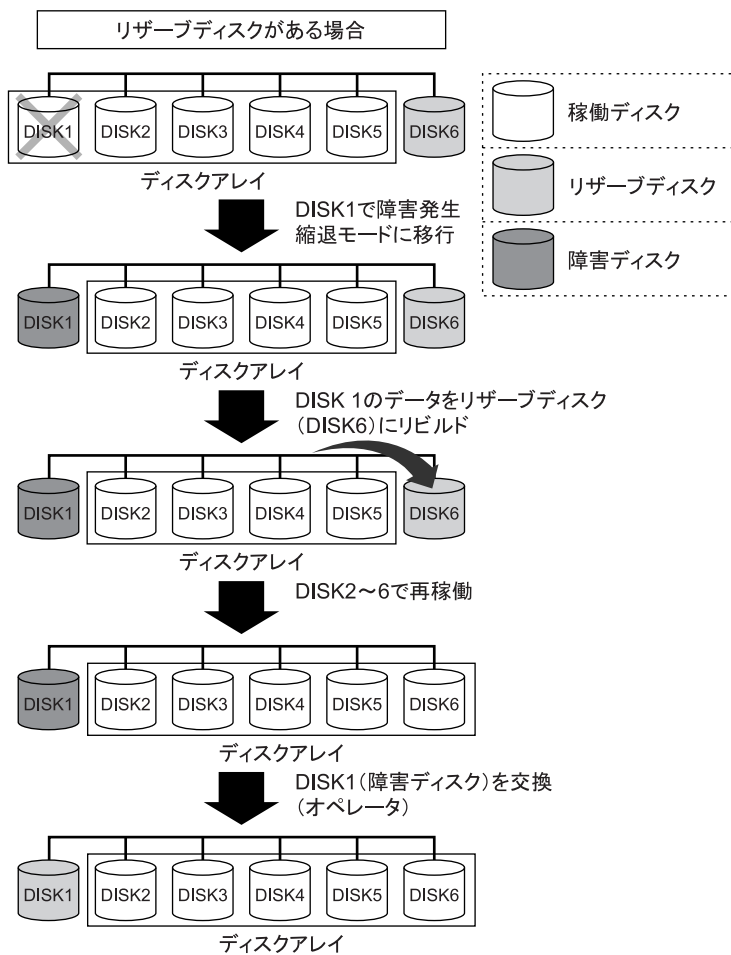 リザーブディスクがある場合
DISK1 DISK2 DISK3 DISK4 DISK5 DISK6
ディスクアレイ
稼働ディスク
リザーブディスク
障害ディスク
DISK1で障害発生
縮退モードに移行
DISK1 DISK2 DISK3 DISK4 DISK5 DISK6
ディスクアレイ
DISK 1のデータをリザーブディスク
(DISK6)にリビルド
DISK1 DISK2 DISK3 DISK4 DISK5 DISK6
ディスクアレイ
DISK2~6で再稼働
DISK1 DISK2 DISK3 DISK4 DISK5 DISK6
ディスクアレイ
DISK1(障害ディスク)を交換
(オペレータ)
DISK1 DISK2 DISK3 DISK4 DISK5 DISK6
ディスクアレイ